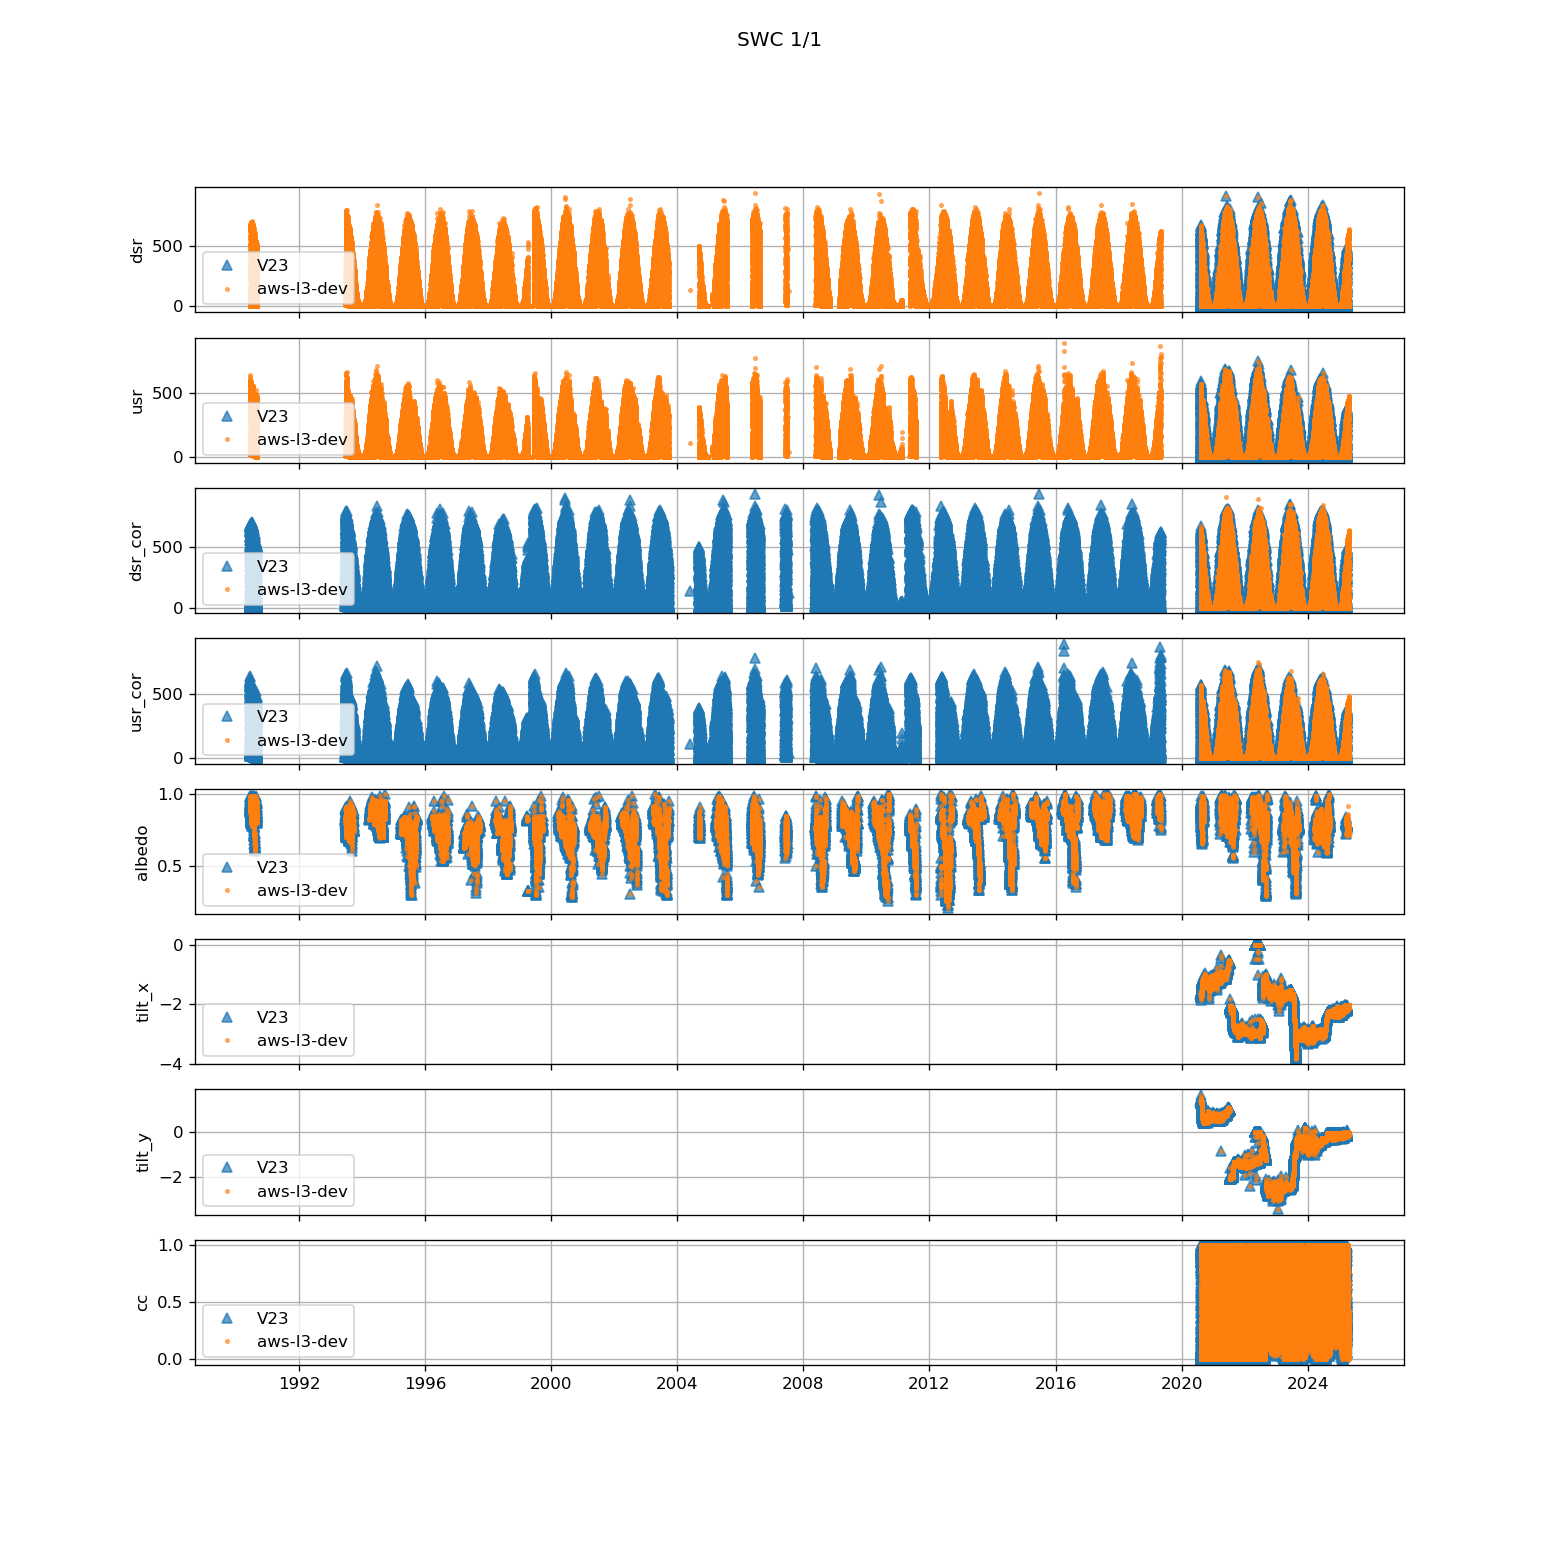 SWC 1/1
dsr
500
0
V23
aws-l3-dev
usr
500
0
V23
aws-l3-dev
dsr_cor
500
0
V23
aws-l3-dev
usr_cor
500
0
V23
aws-l3-dev
albedo
1.0
0.5
V23
aws-l3-dev
tilt_x
0
−2
−4
V23
aws-l3-dev
tilt_y
0
−2
V23
aws-l3-dev
cc
1.0
0.5
0.0
V23
aws-l3-dev
1992 1996 2000 2004 2008 2012 2016 2020 2024